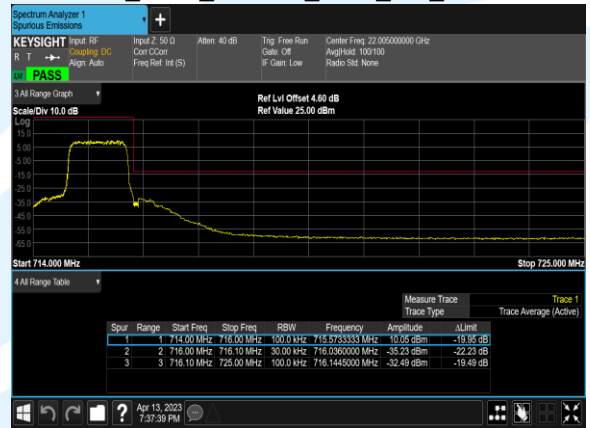 Spectrum Analyzer 1
Spurious Emissions
+
KEYSIGHT Input: RF Input Z: 50 Ω Atten: 40 dB Trig: Free Run Center Freq: 22.005000000 GHz
R T Coupling: DC Corr CCorr Gate: Off Avg|Hold: 100/100
Align: Auto Freq Ref: Int (S) IF Gain: Low Radio Std: None
PASS
3 All Range Graph
Ref Lvl Offset 4.60 dB
Scale/Div 10.0 dB Ref Value 25.00 dBm
Log
15.0
5.00
-5.00
-15.0
-25.0
-35.0
-45.0
-55.0
-65.0
Start 714.000 MHz Stop 725.000 MHz
4 All Range Table
Measure Trace Trace 1
Trace Type Trace Average (Active)
Spur Range Start Freq Stop Freq RBW Frequency Amplitude ΔLimit
1 1 714.00 MHz 716.00 MHz 100.0 kHz 715.5733333 MHz 10.05 dBm -19.95 dB
2 2 716.00 MHz 716.10 MHz 30.00 kHz 716.0360000 MHz -35.23 dBm -22.23 dB
3 3 716.10 MHz 725.00 MHz 100.0 kHz 716.1445000 MHz -32.49 dBm -19.49 dB
? Apr 13, 2023
7:37:39 PM